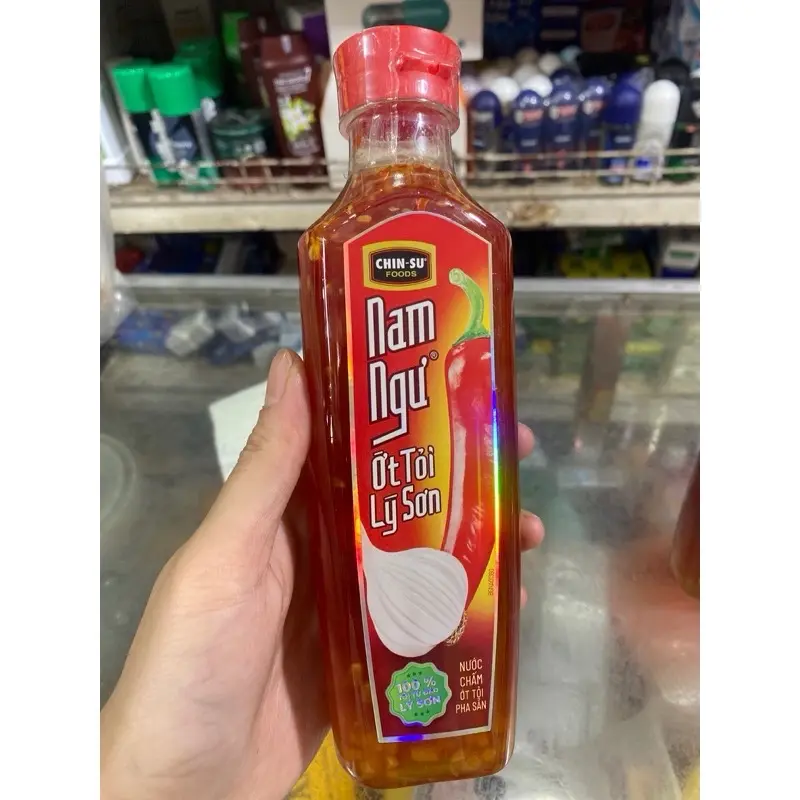 CHIN-SU®
FOODS
Nam
Ngư®
Ớt Tỏi
Lý Sơn
100%
LÝ SƠN
NƯỚC
CHẤM
ỚT TỎI
PHA SẴN